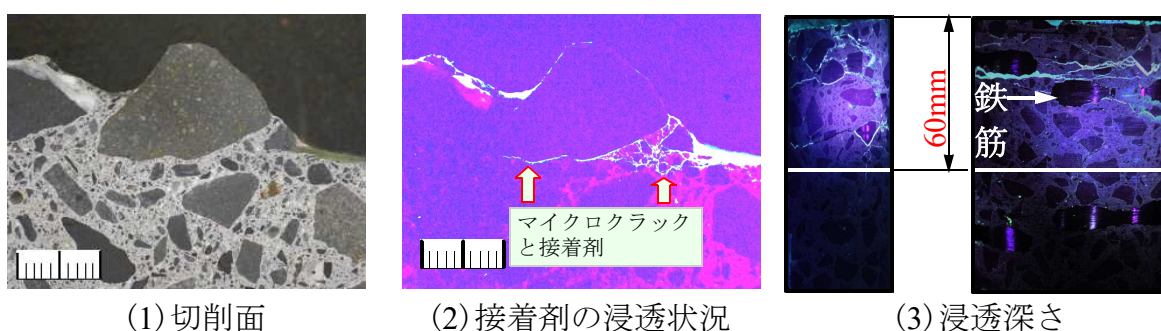 マイクロクラック
と接着剤
60mm
鉄
筋
(1)切削面
(2)接着剤の浸透状況
(3)浸透深さ